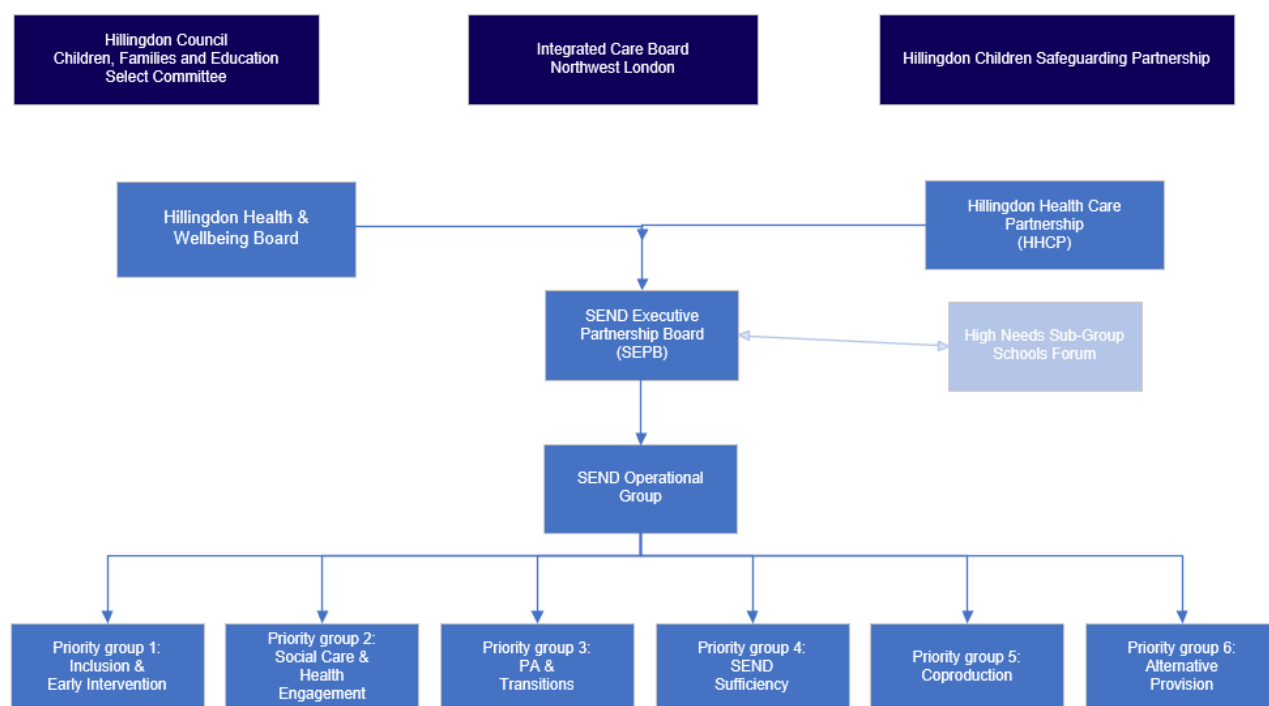 Hillingdon Council
Children, Families and Education
Select Committee
Integrated Care Board
Northwest London
Hillingdon Children Safeguarding Partnership
Hillingdon Health &
Wellbeing Board
Hillingdon Health Care
Partnership
(HHCP)
SEND Executive
Partnership Board
(SEPB)
High Needs Sub-Group
Schools Forum
SEND Operational
Group
Priority group 1:
Inclusion &
Early Intervention
Priority group 2:
Social Care &
Health
Engagement
Priority group 3:
PA &
Transitions
Priority group 4:
SEND
Sufficiency
Priority group 5:
Coproduction
Priority group 6:
Alternative
Provision